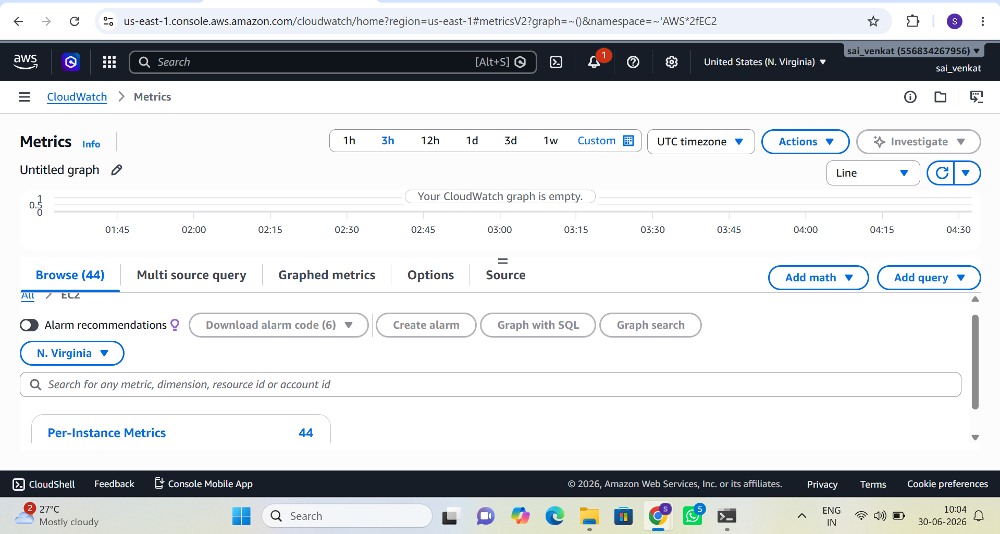 us-east-1.console.aws.amazon.com/cloudwatch/home?region=us-east-1#metricsV2?graph=~()&namespace=~'AWS*2fEC2
S
aws
Search
[Alt+S]
1
United States (N. Virginia)
sai_venkat (556834267956)
sai_venkat
CloudWatch
Metrics
Metrics
Info
1h 3h 12h 1d 3d 1w Custom
UTC timezone
Actions
Investigate
Untitled graph
Line
1
0.5
0
Your CloudWatch graph is empty.
01:45 02:00 02:15 02:30 02:45 03:00 03:15 03:30 03:45 04:00 04:15 04:30
Browse (44)
Multi source query
Graphed metrics
Options
Source
Add math
Add query
All
EC2
Alarm recommendations
Download alarm code (6)
Create alarm
Graph with SQL
Graph search
N. Virginia
Search for any metric, dimension, resource id or account id
Per-Instance Metrics 44
CloudShell
Feedback
Console Mobile App
© 2026, Amazon Web Services, Inc. or its affiliates.
Privacy
Terms
Cookie preferences
2
27°C
Mostly cloudy
Search
S
5
ENG
IN
10:04
30-06-2026